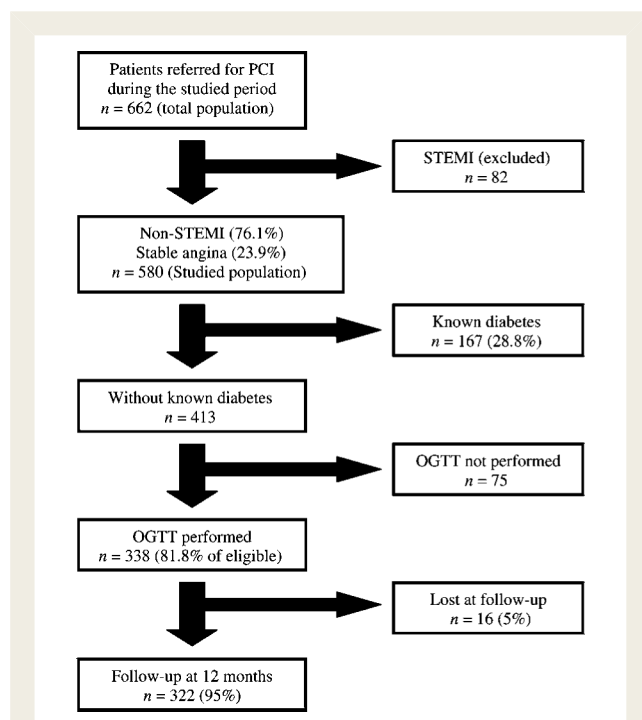 Patients referred for PCI
during the studied period
n = 662 (total population)
STEMI (excluded)
n = 82
Non-STEMI (76.1%)
Stable angina (23.9%)
n = 580 (Studied population)
Known diabetes
n = 167 (28.8%)
Without known diabetes
n = 413
OGTT not performed
n = 75
OGTT performed
n = 338 (81.8% of eligible)
Lost at follow-up
n = 16 (5%)
Follow-up at 12 months
n = 322 (95%)